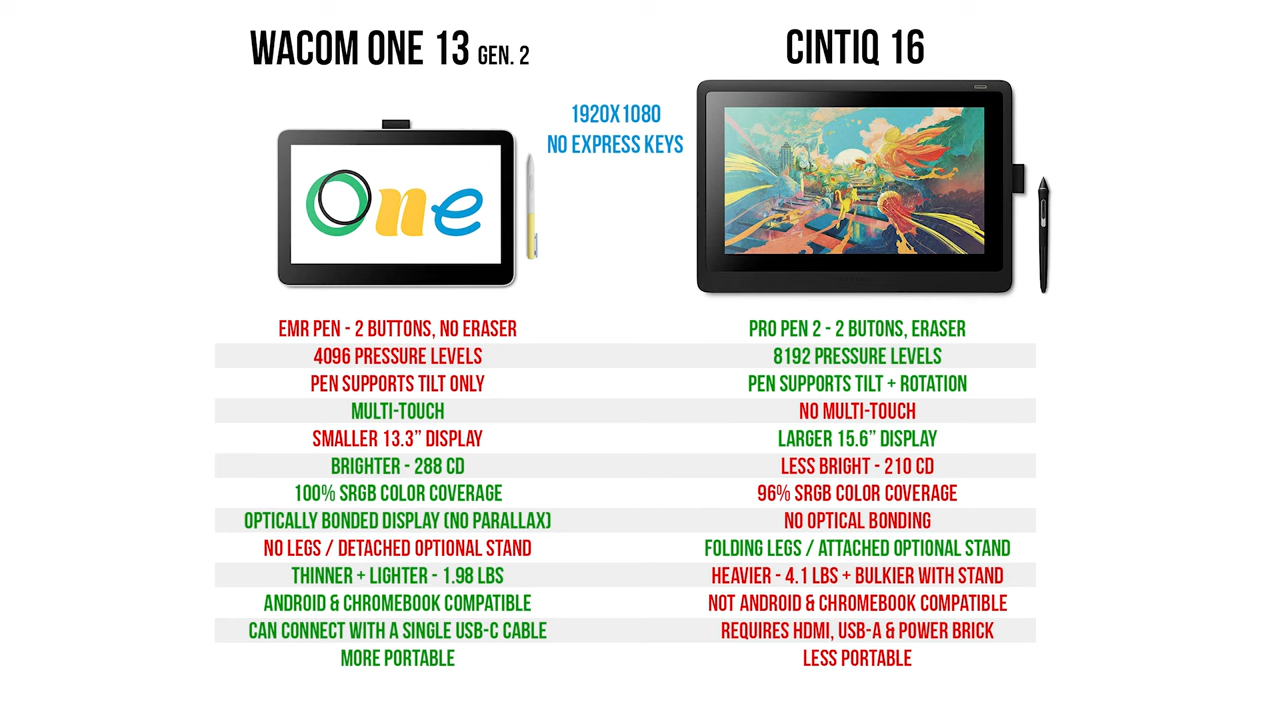 WACOM ONE 13 GEN. 2
CINTIQ 16
1920X1080
NO EXPRESS KEYS
One
EMR PEN - 2 BUTTONS, NO ERASER
PRO PEN 2 - 2 BUTONS, ERASER
4096 PRESSURE LEVELS
8192 PRESSURE LEVELS
PEN SUPPORTS TILT ONLY
PEN SUPPORTS TILT + ROTATION
MULTI-TOUCH
NO MULTI-TOUCH
SMALLER 13.3” DISPLAY
LARGER 15.6” DISPLAY
BRIGHTER - 288 CD
LESS BRIGHT - 210 CD
100% SRGB COLOR COVERAGE
96% SRGB COLOR COVERAGE
OPTICALLY BONDED DISPLAY (NO PARALLAX)
NO OPTICAL BONDING
NO LEGS / DETACHED OPTIONAL STAND
FOLDING LEGS / ATTACHED OPTIONAL STAND
THINNER + LIGHTER - 1.98 LBS
HEAVIER - 4.1 LBS + BULKIER WITH STAND
ANDROID & CHROMEBOOK COMPATIBLE
NOT ANDROID & CHROMEBOOK COMPATIBLE
CAN CONNECT WITH A SINGLE USB-C CABLE
REQUIRES HDMI, USB-A & POWER BRICK
MORE PORTABLE
LESS PORTABLE